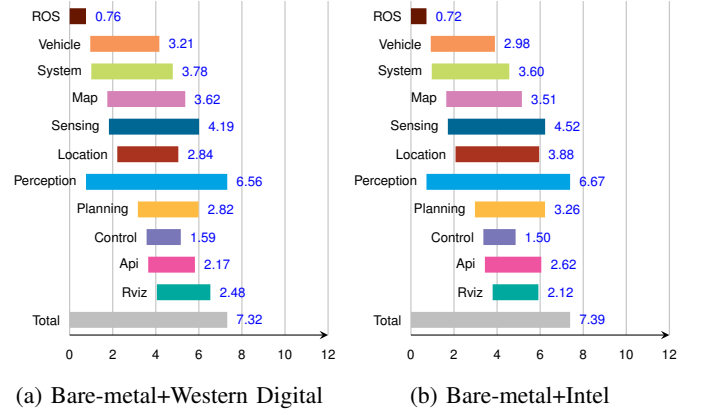 ROS 0.76
Vehicle 3.21
System 3.78
Map 3.62
Sensing 4.19
Location 2.84
Perception 6.56
Planning 2.82
Control 1.59
Api 2.17
Rviz 2.48
Total 7.32
0 2 4 6 8 10 12
(a) Bare-metal+Western Digital
ROS 0.72
Vehicle 2.98
System 3.60
Map 3.51
Sensing 4.52
Location 3.88
Perception 6.67
Planning 3.26
Control 1.50
Api 2.62
Rviz 2.12
Total 7.39
0 2 4 6 8 10 12
(b) Bare-metal+Intel